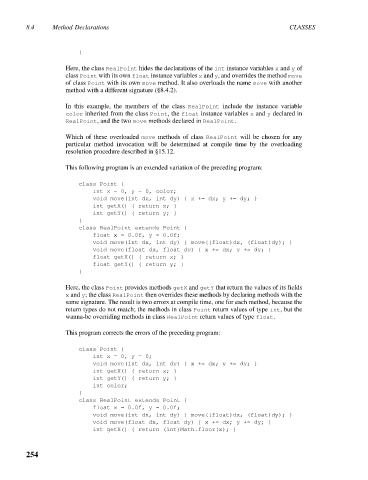 8.4 Method Declarations CLASSES
}
Here, the class RealPoint hides the declarations of the int instance variables x and y of
class Point with its own float instance variables x and y, and overrides the method move
of class Point with its own move method. It also overloads the name move with another
method with a different signature (§8.4.2).
In this example, the members of the class RealPoint include the instance variable
color inherited from the class Point, the float instance variables x and y declared in
RealPoint, and the two move methods declared in RealPoint.
Which of these overloaded move methods of class RealPoint will be chosen for any
particular method invocation will be determined at compile time by the overloading
resolution procedure described in §15.12.
This following program is an extended variation of the preceding program:
class Point {
int x = 0, y = 0, color;
void move(int dx, int dy) { x += dx; y += dy; }
int getX() { return x; }
int getY() { return y; }
}
class RealPoint extends Point {
float x = 0.0f, y = 0.0f;
void move(int dx, int dy) { move((float)dx, (float)dy); }
void move(float dx, float dy) { x += dx; y += dy; }
float getX() { return x; }
float getY() { return y; }
}
Here, the class Point provides methods getX and getY that return the values of its fields
x and y; the class RealPoint then overrides these methods by declaring methods with the
same signature. The result is two errors at compile time, one for each method, because the
return types do not match; the methods in class Point return values of type int, but the
wanna-be overriding methods in class RealPoint return values of type float.
This program corrects the errors of the preceding program:
class Point {
int x = 0, y = 0;
void move(int dx, int dy) { x += dx; y += dy; }
int getX() { return x; }
int getY() { return y; }
int color;
}
class RealPoint extends Point {
float x = 0.0f, y = 0.0f;
void move(int dx, int dy) { move((float)dx, (float)dy); }
void move(float dx, float dy) { x += dx; y += dy; }
int getX() { return (int)Math.floor(x); }
254